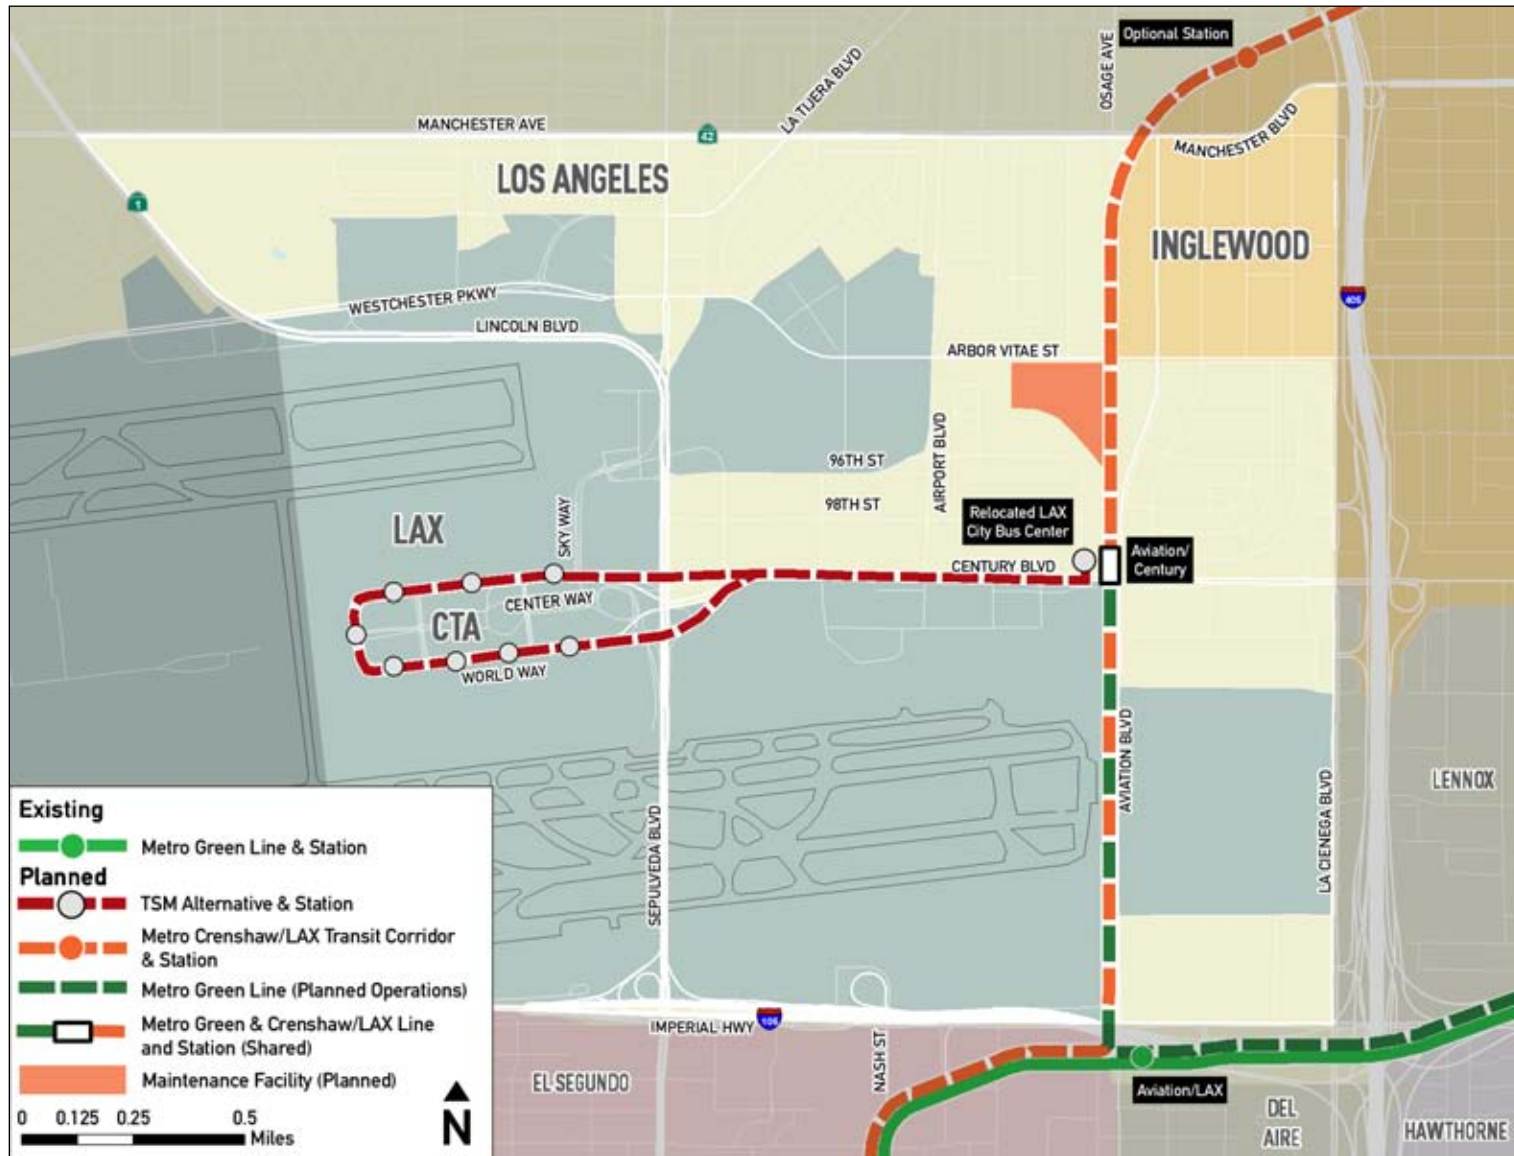 OSAGE AVE
Optional Station
LA TIJERA BLVD
MANCHESTER AVE
42
MANCHESTER BLVD
LOS ANGELES
1
INGLEWOOD
405
WESTCHESTER PKWY
LINCOLN BLVD
ARBOR VITAE ST
AIRPORT BLVD
96TH ST
98TH ST
SKY WAY
LAX
Relocated LAX
City Bus Center
Aviation/
Century
CENTURY BLVD
CENTER WAY
CTA
WORLD WAY
AVIATION BLVD
LA CIENEGA BLVD
LENNOX
SEPULVEDA BLVD
IMPERIAL HWY
105
NASH ST
EL SEGUNDO
Aviation/LAX
DEL
AIRE
HAWTHORNE
Existing
Metro Green Line & Station
Planned
TSM Alternative & Station
Metro Crenshaw/LAX Transit Corridor
& Station
Metro Green Line (Planned Operations)
Metro Green & Crenshaw/LAX Line
and Station (Shared)
Maintenance Facility (Planned)
0 0.125 0.25 0.5
Miles
N